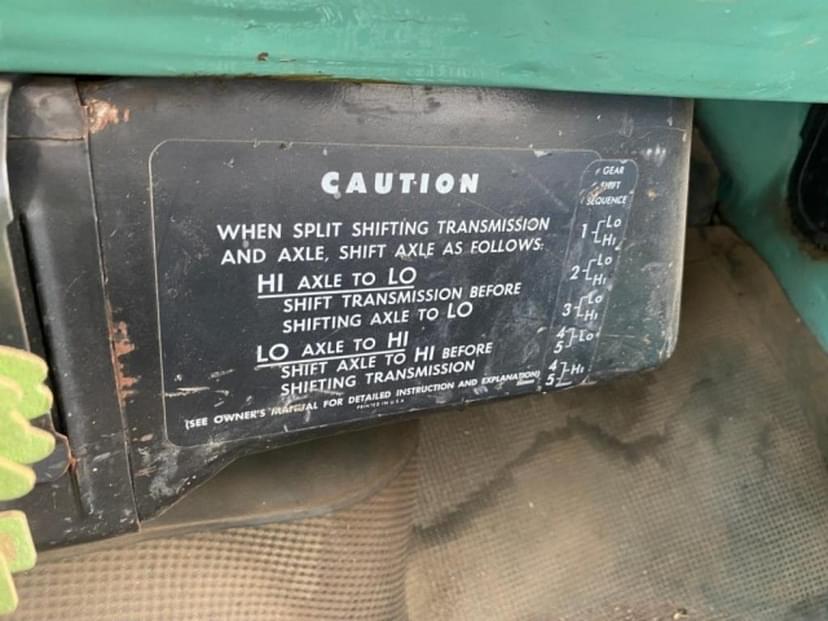 CAUTION
WHEN SPLIT SHIFTING TRANSMISSION
AND AXLE, SHIFT AXLE AS FOLLOWS:
HI AXLE TO LO
SHIFT TRANSMISSION BEFORE
SHIFTING AXLE TO LO
LO AXLE TO HI
SHIFT AXLE TO HI BEFORE
SHIFTING TRANSMISSION
(SEE OWNER'S MANUAL FOR DETAILED INSTRUCTION AND EXPLANATION)
PRINTED IN U.S.A.
GEAR
SHIFT
SEQUENCE
1 LO
HI
2 LO
HI
3 LO
HI
4
5 LO
4
5 HI